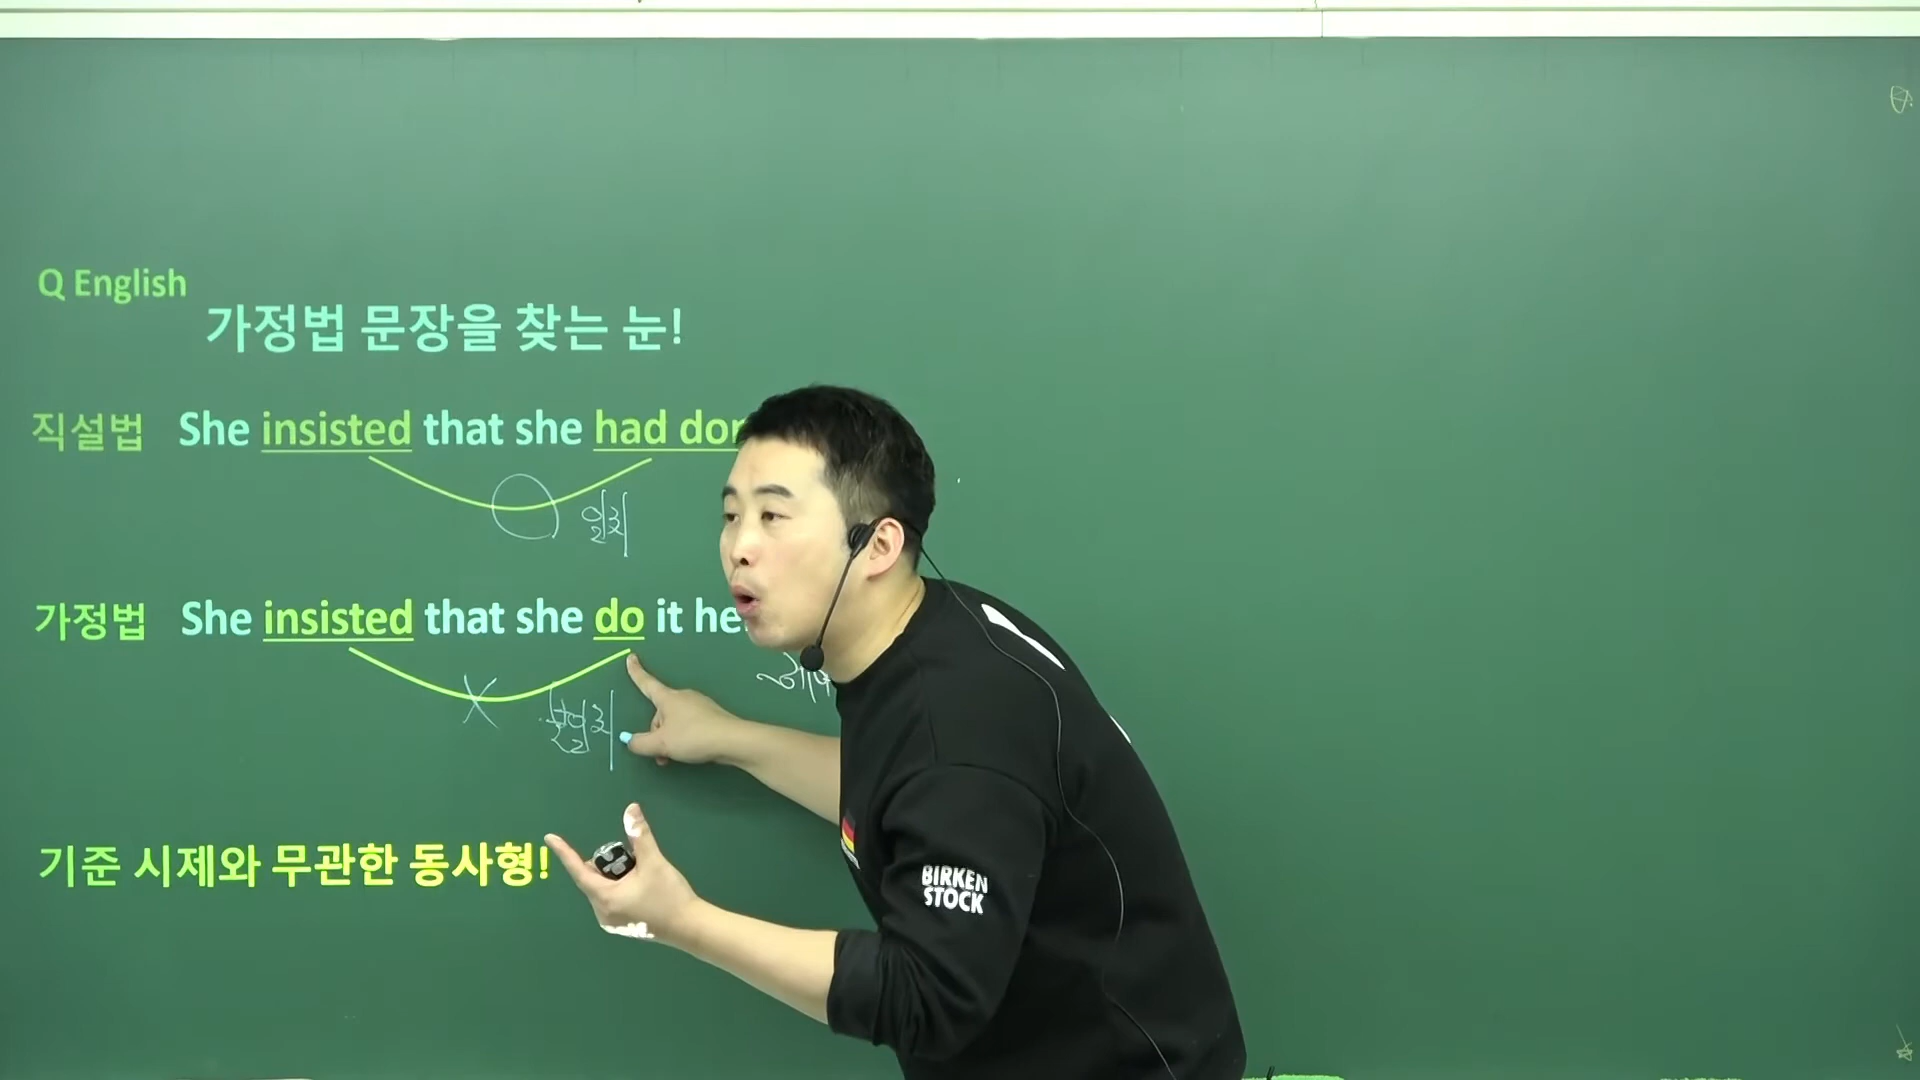 Q English
가정법 문장을 찾는 눈!
직설법 She insisted that she had don
일치
가정법 She insisted that she do it he
불일치
기준 시제와 무관한 동사형!
BIRKEN
STOCK